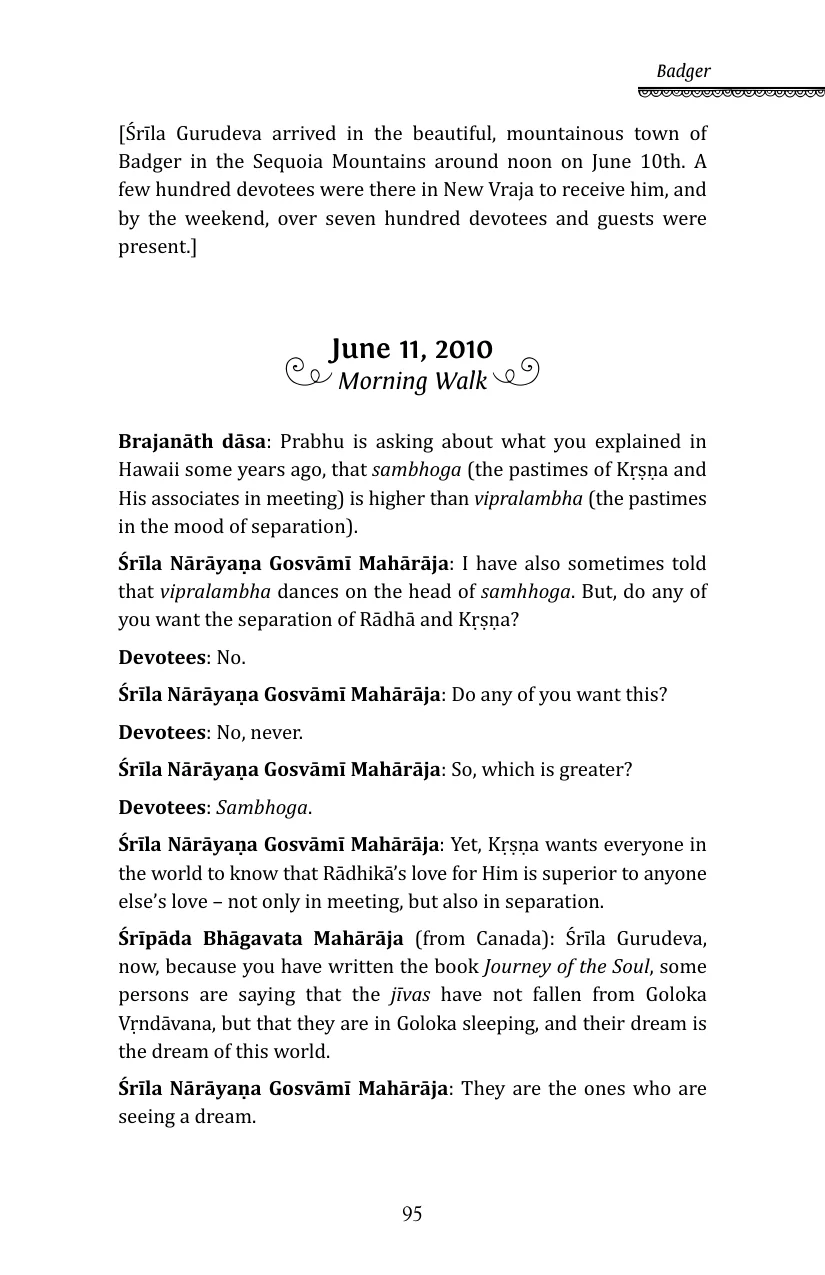 Badger
[Śrīla Gurudeva arrived in the beautiful, mountainous town of
Badger in the Sequoia Mountains around noon on June 10th. A
few hundred devotees were there in New Vraja to receive him, and
by the weekend, over seven hundred devotees and guests were
present.]
June 11, 2010
Morning Walk
Brajanāth dāsa: Prabhu is asking about what you explained in
Hawaii some years ago, that sambhoga (the pastimes of Kṛṣṇa and
His associates in meeting) is higher than vipralambha (the pastimes
in the mood of separation).
Śrīla Nārāyaṇa Gosvāmī Mahārāja: I have also sometimes told
that vipralambha dances on the head of samhhoga. But, do any of
you want the separation of Rādhā and Kṛṣṇa?
Devotees: No.
Śrīla Nārāyaṇa Gosvāmī Mahārāja: Do any of you want this?
Devotees: No, never.
Śrīla Nārāyaṇa Gosvāmī Mahārāja: So, which is greater?
Devotees: Sambhoga.
Śrīla Nārāyaṇa Gosvāmī Mahārāja: Yet, Kṛṣṇa wants everyone in
the world to know that Rādhikā’s love for Him is superior to anyone
else’s love – not only in meeting, but also in separation.
Śrīpāda Bhāgavata Mahārāja (from Canada): Śrīla Gurudeva,
now, because you have written the book Journey of the Soul, some
persons are saying that the jīvas have not fallen from Goloka
Vṛndāvana, but that they are in Goloka sleeping, and their dream is
the dream of this world.
Śrīla Nārāyaṇa Gosvāmī Mahārāja: They are the ones who are
seeing a dream.
95